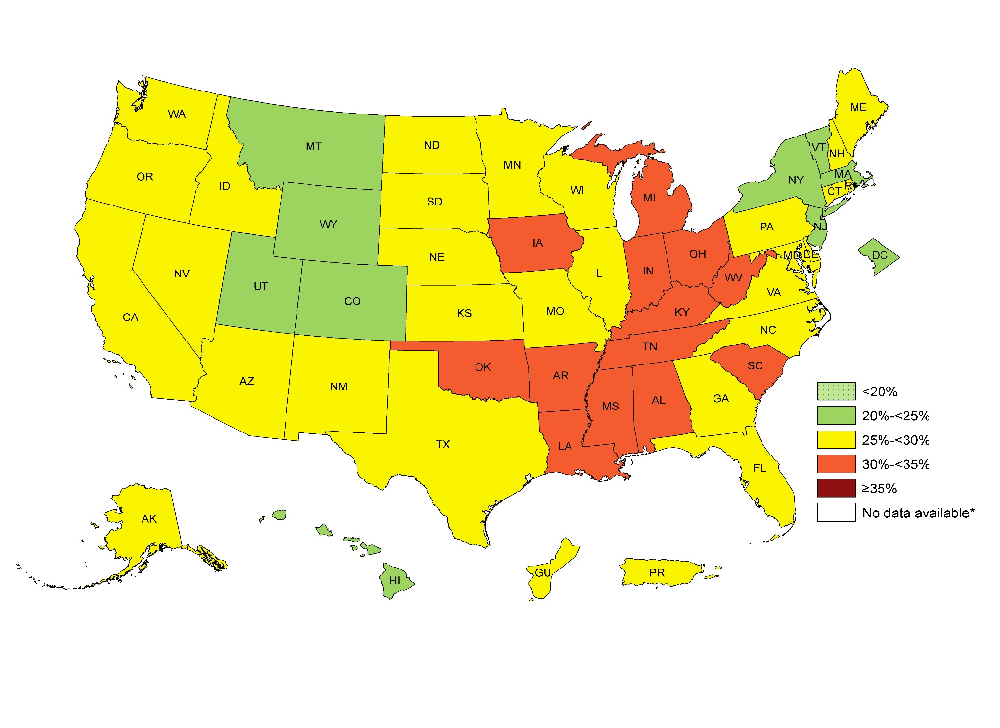 WA
MT
ND
MN
ME
OR
ID
WY
SD
WI
MI
NY
VT
NH
MA
CT
RI
PA
NJ
NV
UT
CO
NE
IA
IL
IN
OH
WV
MD
DE
DC
CA
KS
MO
KY
VA
AZ
NM
OK
AR
TN
NC
SC
TX
LA
MS
AL
GA
FL
AK
HI
GU
PR
<20%
20%-<25%
25%-<30%
30%-<35%
≥35%
No data available*